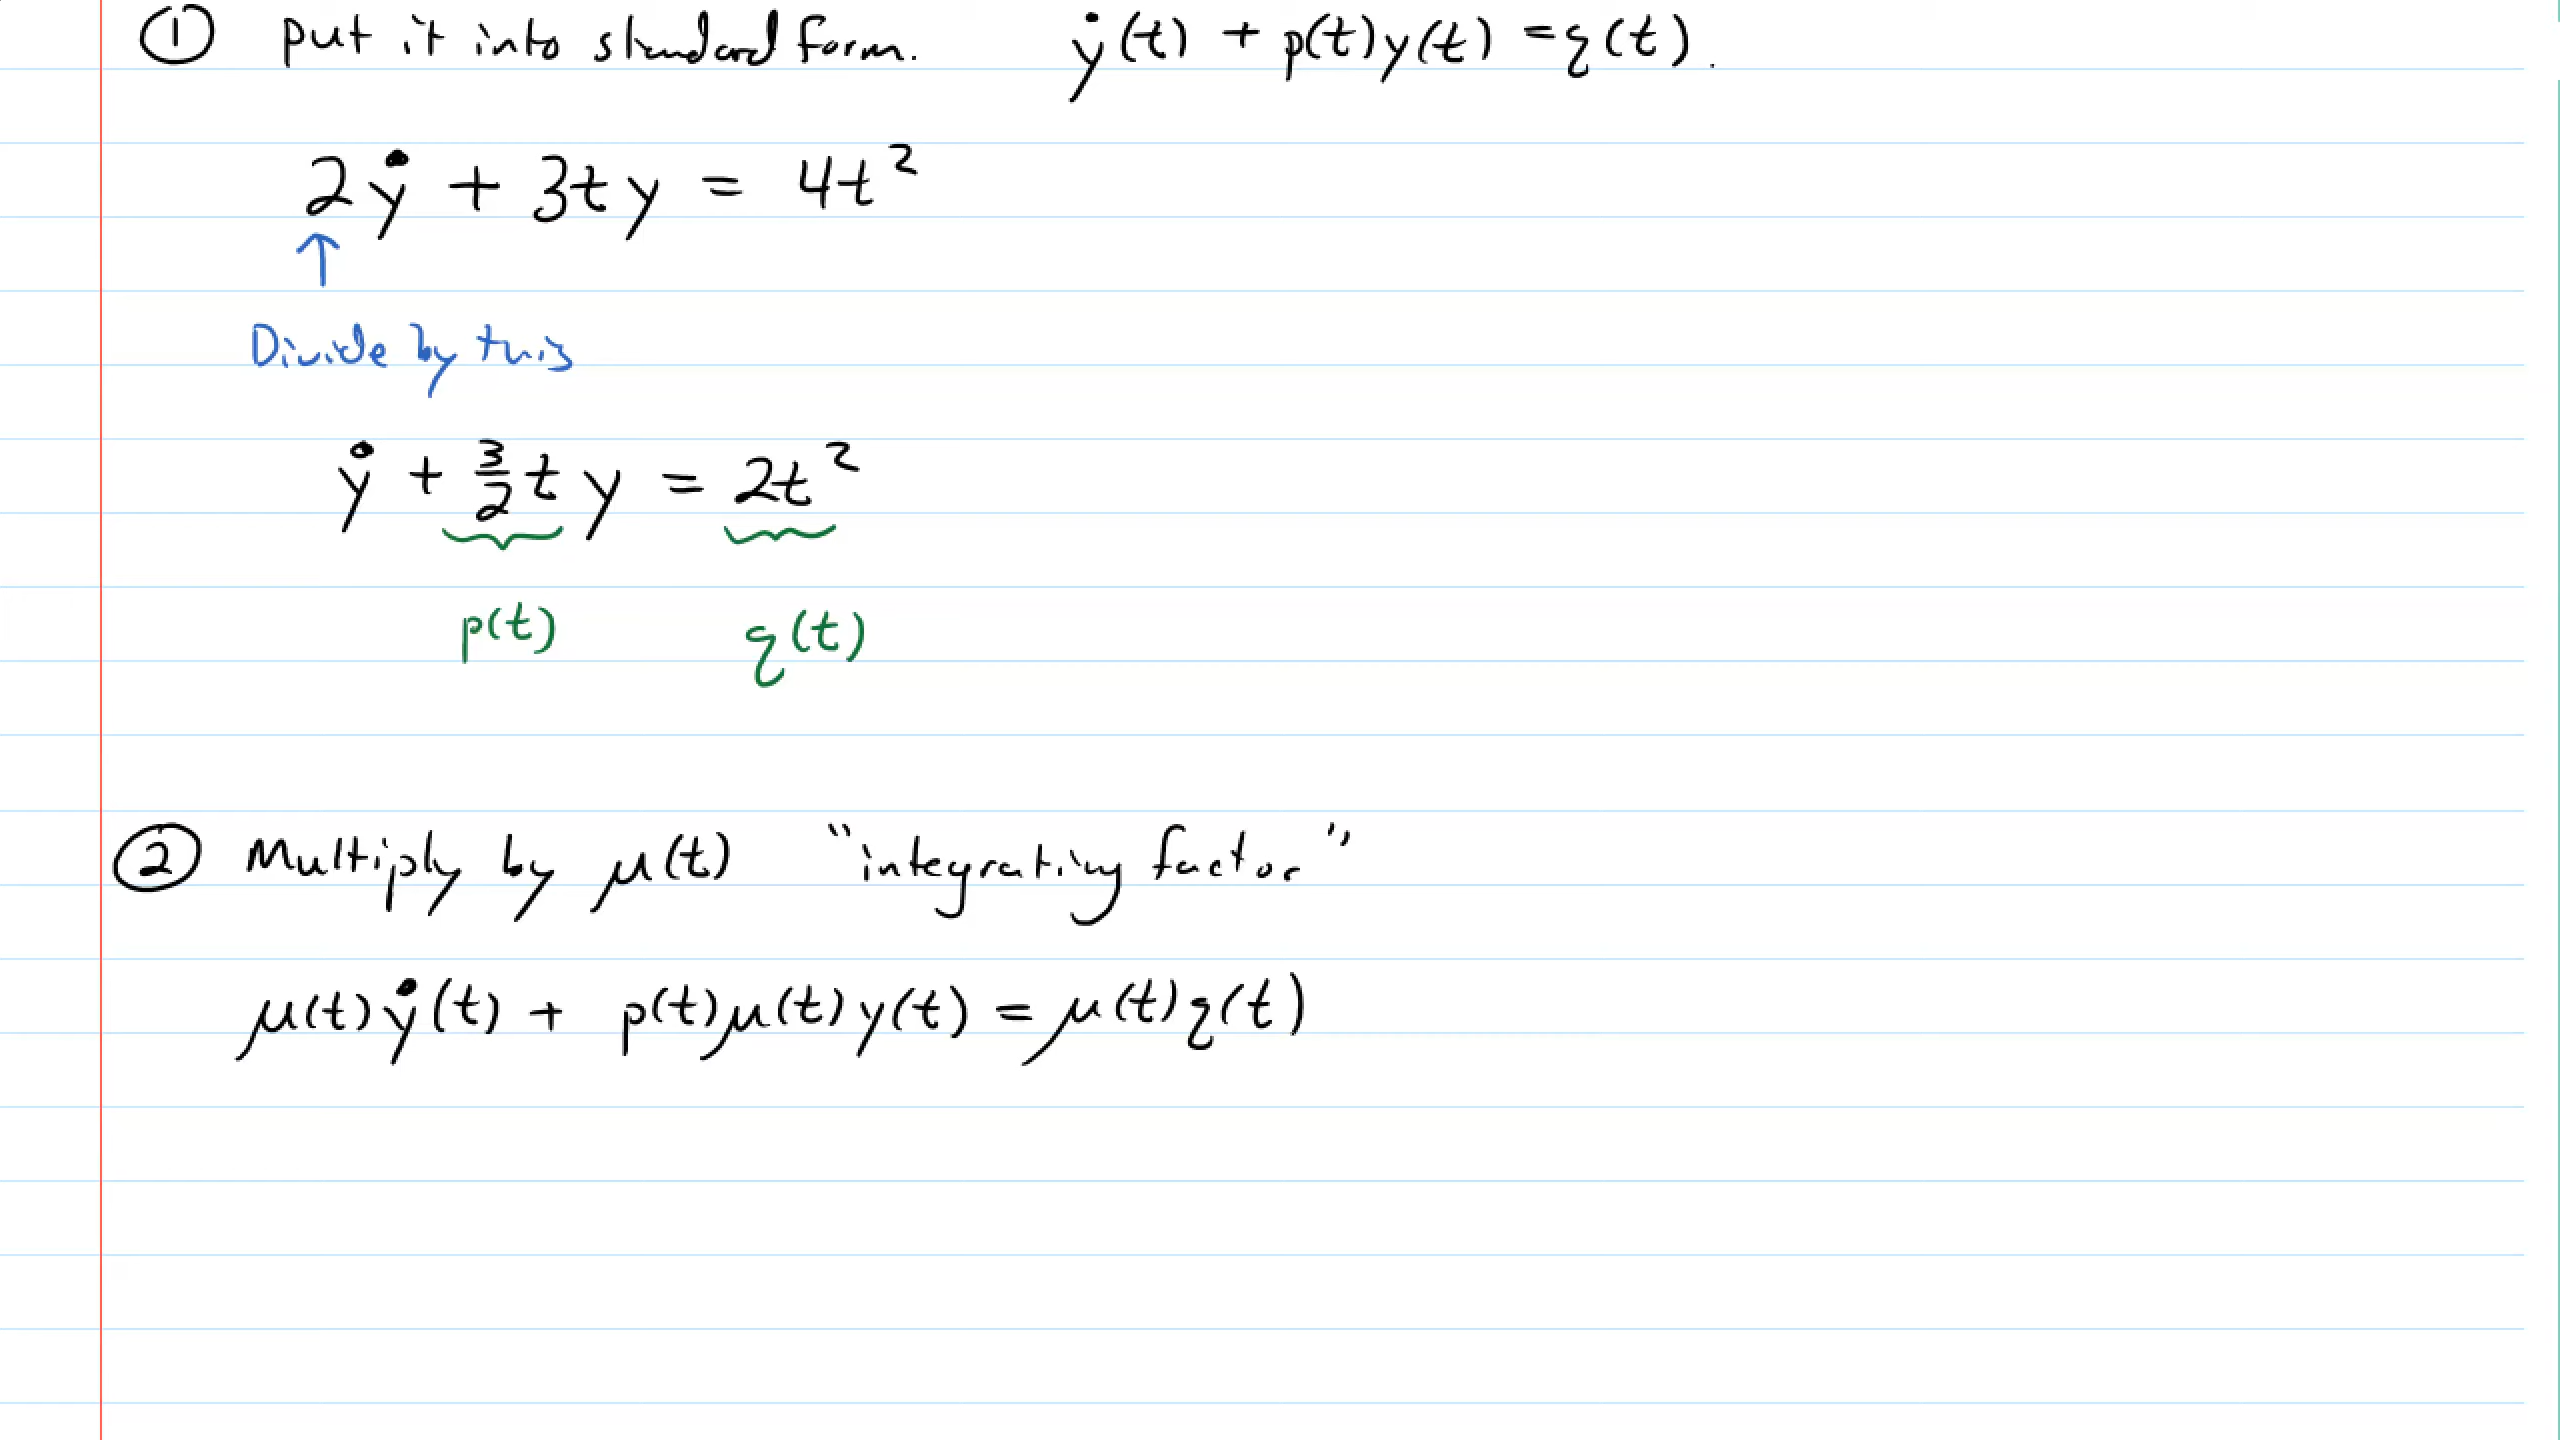 ① put it into standard form. ẏ(t) + p(t)y(t) = q(t).
2ẏ + 3ty = 4t²
↑
Divide by this
ẏ + 3/2 t y = 2t²
p(t) q(t)
② Multiply by μ(t) "integrating factor"
μ(t)ẏ(t) + p(t)μ(t)y(t) = μ(t)q(t)